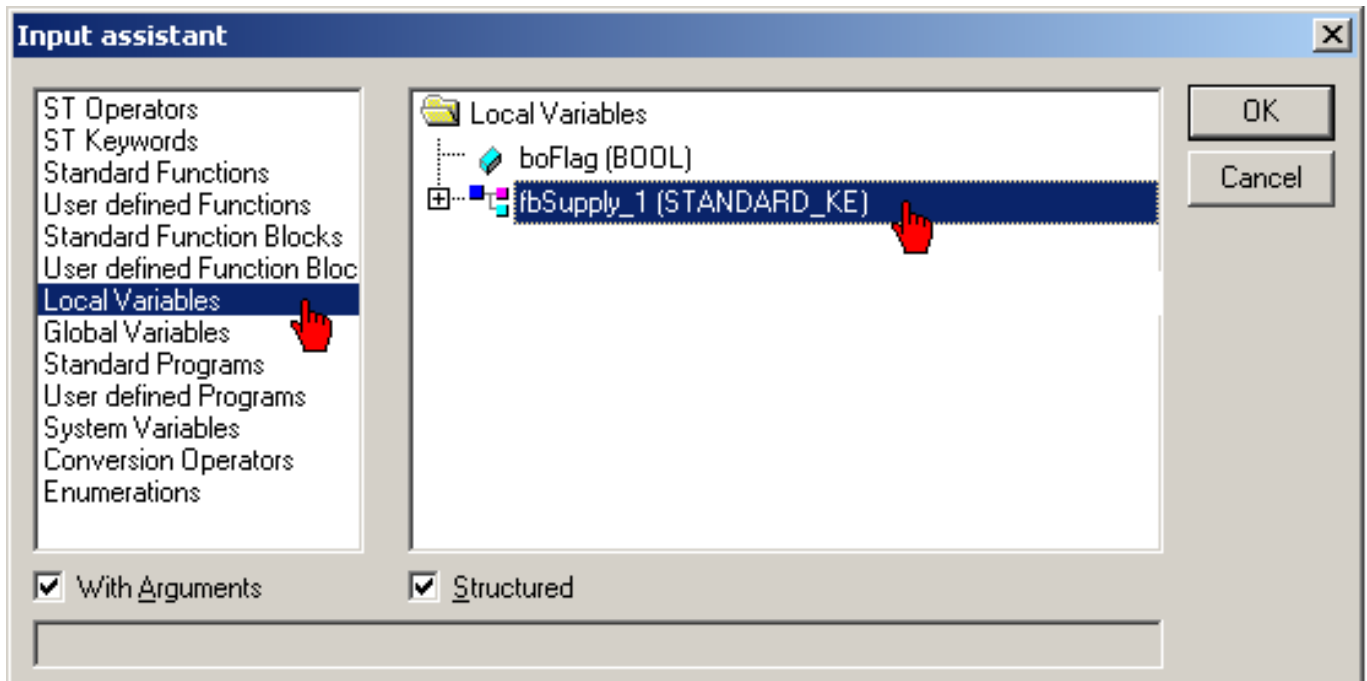 Input assistant
ST Operators
ST Keywords
Standard Functions
User defined Functions
Standard Function Blocks
User defined Function Bloc
Local Variables
Global Variables
Standard Programs
User defined Programs
System Variables
Conversion Operators
Enumerations
Local Variables
boFlag (BOOL)
fbSupply_1 (STANDARD_KE)
OK
Cancel
With Arguments
Structured